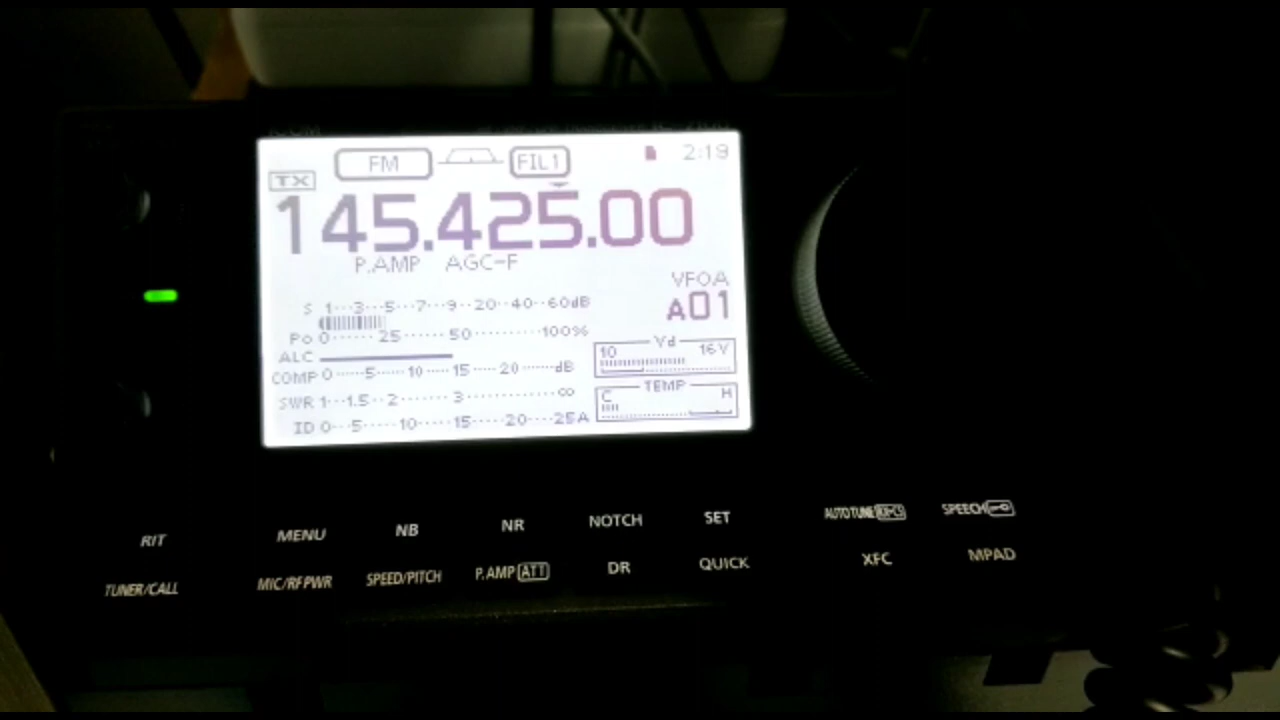 ICOM
FM FIL1 2:19
TX
145.425.00
P.AMP AGC-F
VFOA
A01
S 1···3···5···7···9··20··40··60dB
Po 0······25······50··········100%
ALC
COMP 0····5····10····15····20·····dB
SWR 1···1.5··2······3············∞
ID 0···5·····10·····15·····20····25A
Vd
10 16V
TEMP
C H
RIT MENU NB NR NOTCH SET AUTOTUNE SPEECH
TUNER/CALL MIC/RF PWR SPEED/PITCH P.AMP ATT DR QUICK XFC MPAD